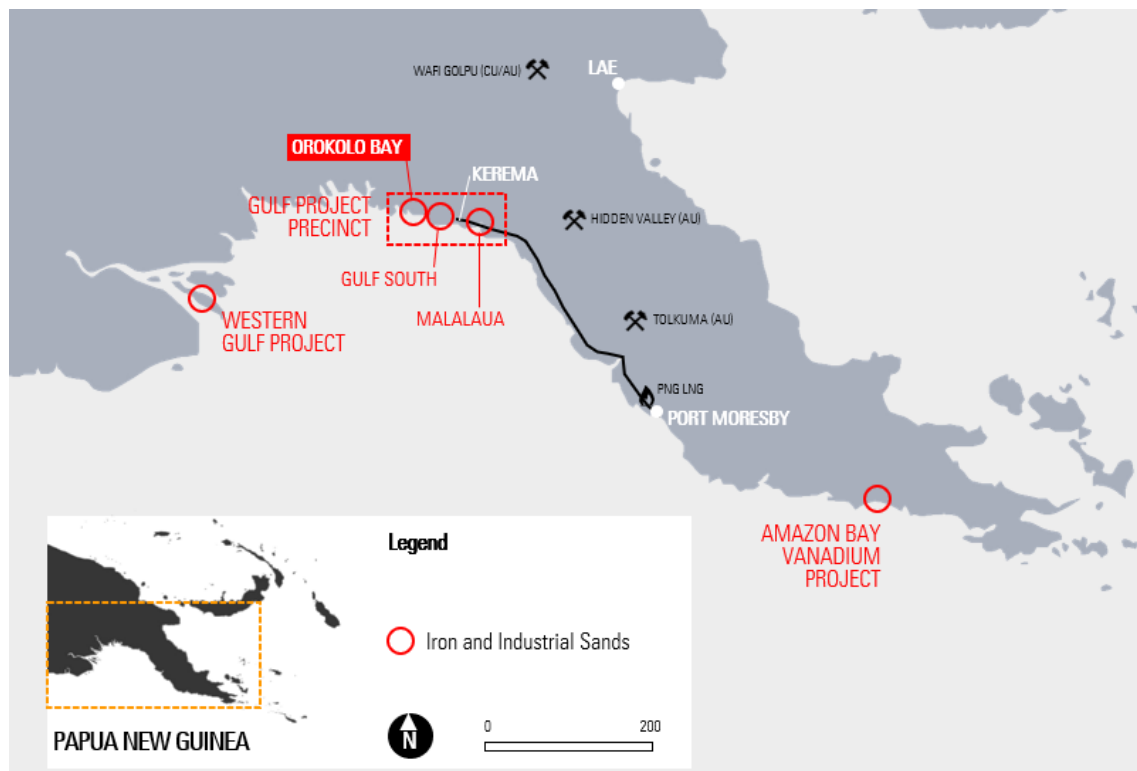 WAFI GOLPU (CU/AU)
LAE
OROKOLO BAY
KEREMA
GULF PROJECT
PRECINCT
HIDDEN VALLEY (AU)
GULF SOUTH
MALALAUA
WESTERN
GULF PROJECT
TOLKUMA (AU)
PNG LNG
PORT MORESBY
AMAZON BAY
VANADIUM
PROJECT
Legend
Iron and Industrial Sands
PAPUA NEW GUINEA
N
0 200